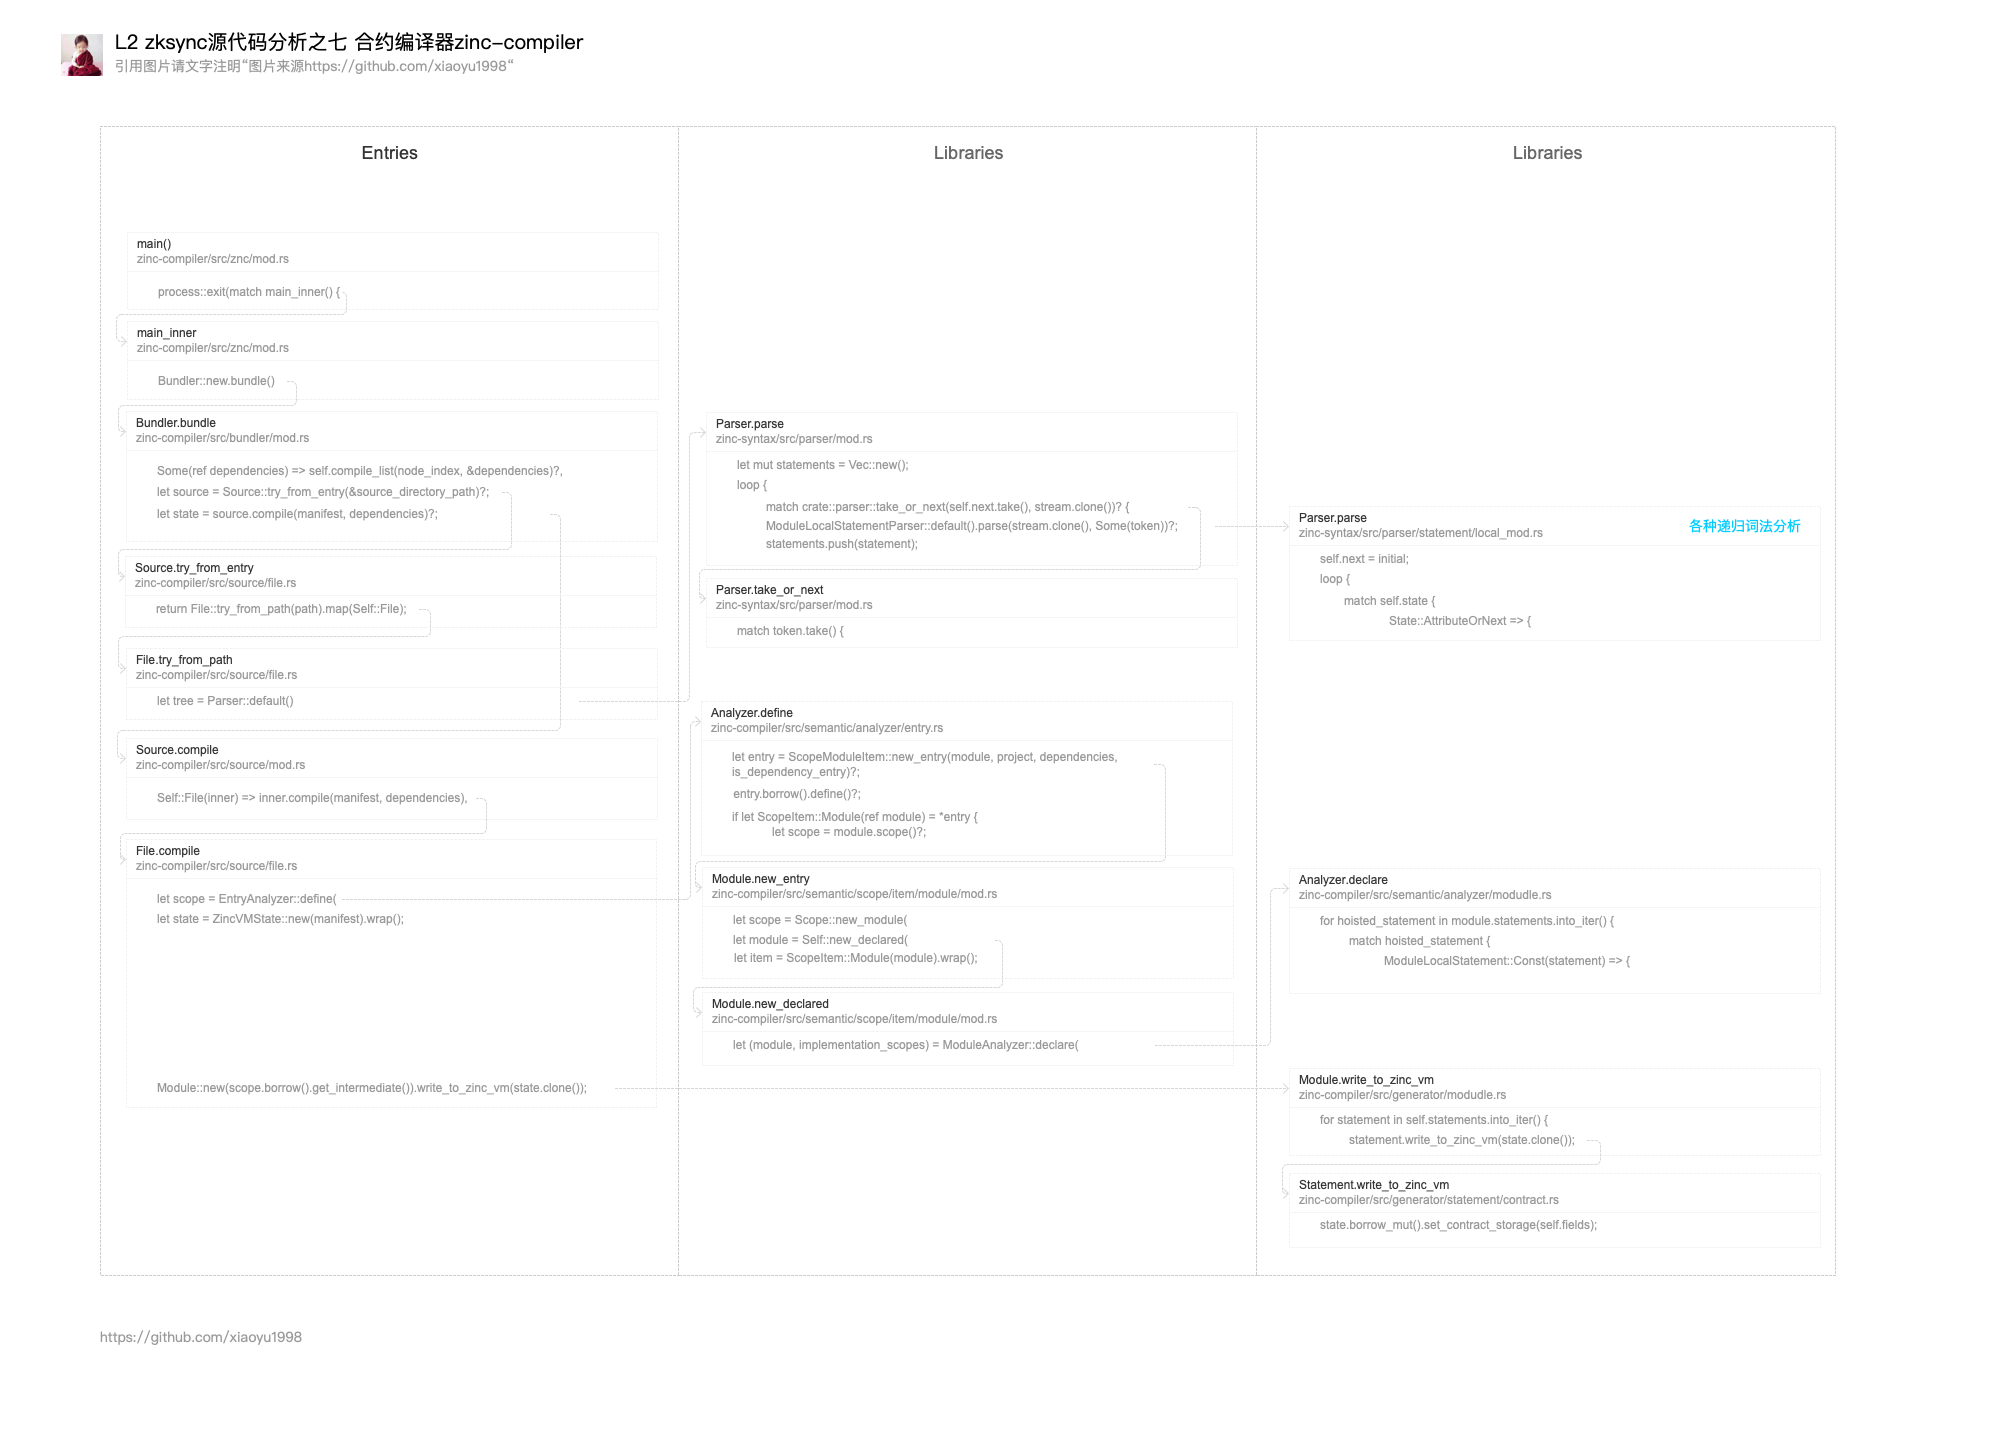 L2 zksync源代码分析之七 合约编译器zinc-compiler
引用图片请文字注明“图片来源https://github.com/xiaoyu1998“
Entries
main()
zinc-compiler/src/znc/mod.rs
process::exit(match main_inner() {
main_inner
zinc-compiler/src/znc/mod.rs
Bundler::new.bundle()
Bundler.bundle
zinc-compiler/src/bundler/mod.rs
Some(ref dependencies) => self.compile_list(node_index, &dependencies)?,
let source = Source::try_from_entry(&source_directory_path)?;
let state = source.compile(manifest, dependencies)?;
Source.try_from_entry
zinc-compiler/src/source/file.rs
return File::try_from_path(path).map(Self::File);
File.try_from_path
zinc-compiler/src/source/file.rs
let tree = Parser::default()
Source.compile
zinc-compiler/src/source/mod.rs
Self::File(inner) => inner.compile(manifest, dependencies),
File.compile
zinc-compiler/src/source/file.rs
let scope = EntryAnalyzer::define(
let state = ZincVMState::new(manifest).wrap();
Module::new(scope.borrow().get_intermediate()).write_to_zinc_vm(state.clone());
Libraries
Parser.parse
zinc-syntax/src/parser/mod.rs
let mut statements = Vec::new();
loop {
match crate::parser::take_or_next(self.next.take(), stream.clone())? {
ModuleLocalStatementParser::default().parse(stream.clone(), Some(token))?;
statements.push(statement);
Parser.take_or_next
zinc-syntax/src/parser/mod.rs
match token.take() {
Analyzer.define
zinc-compiler/src/semantic/analyzer/entry.rs
let entry = ScopeModuleItem::new_entry(module, project, dependencies,
is_dependency_entry)?;
entry.borrow().define()?;
if let ScopeItem::Module(ref module) = *entry {
let scope = module.scope()?;
Module.new_entry
zinc-compiler/src/semantic/scope/item/module/mod.rs
let scope = Scope::new_module(
let module = Self::new_declared(
let item = ScopeItem::Module(module).wrap();
Module.new_declared
zinc-compiler/src/semantic/scope/item/module/mod.rs
let (module, implementation_scopes) = ModuleAnalyzer::declare(
Libraries
Parser.parse
zinc-syntax/src/parser/statement/local_mod.rs
各种递归词法分析
self.next = initial;
loop {
match self.state {
State::AttributeOrNext => {
Analyzer.declare
zinc-compiler/src/semantic/analyzer/modudle.rs
for hoisted_statement in module.statements.into_iter() {
match hoisted_statement {
ModuleLocalStatement::Const(statement) => {
Module.write_to_zinc_vm
zinc-compiler/src/generator/modudle.rs
for statement in self.statements.into_iter() {
statement.write_to_zinc_vm(state.clone());
Statement.write_to_zinc_vm
zinc-compiler/src/generator/statement/contract.rs
state.borrow_mut().set_contract_storage(self.fields);
https://github.com/xiaoyu1998